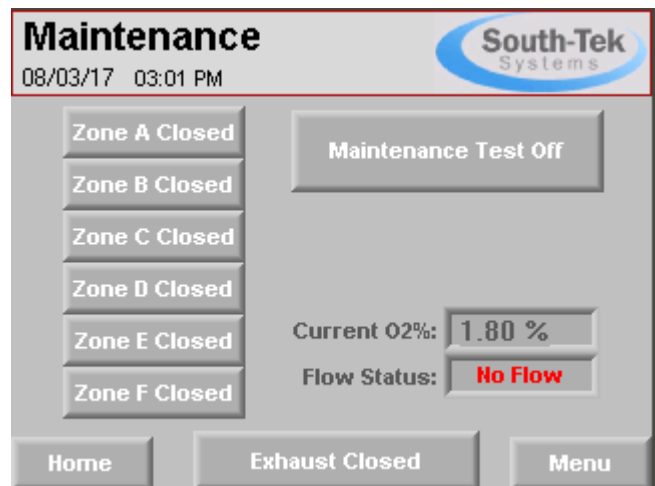 Maintenance
South-Tek
Systems
08/03/17 03:01 PM
Zone A Closed
Maintenance Test Off
Zone B Closed
Zone C Closed
Zone D Closed
Zone E Closed
Current O2%: 1.80 %
Flow Status: No Flow
Zone F Closed
Home
Exhaust Closed
Menu